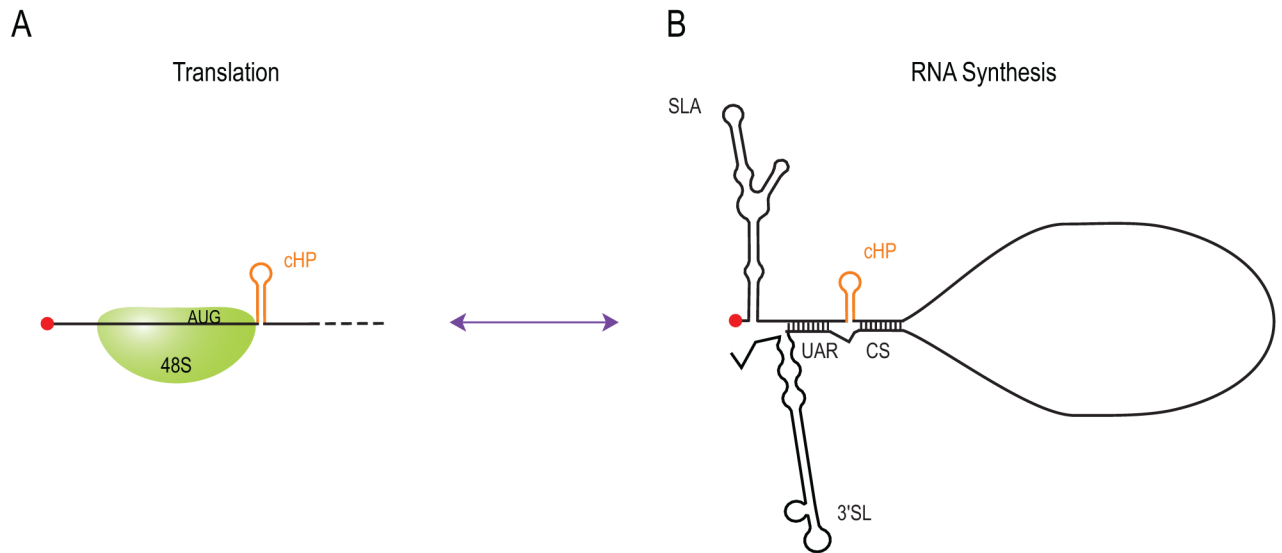 A
Translation
cHP
AUG
48S
B
RNA Synthesis
SLA
cHP
UAR
CS
3'SL